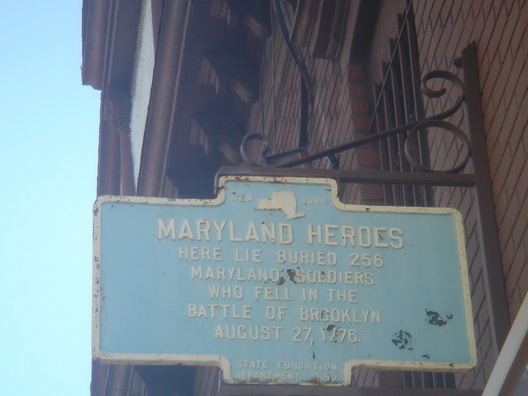 NEW YORK
MARYLAND HEROES
HERE LIE BURIED 256
MARYLAND SOLDIERS
WHO FELL IN THE
BATTLE OF BROOKLYN
AUGUST 27, 1776.
STATE EDUCATION
DEPARTMENT